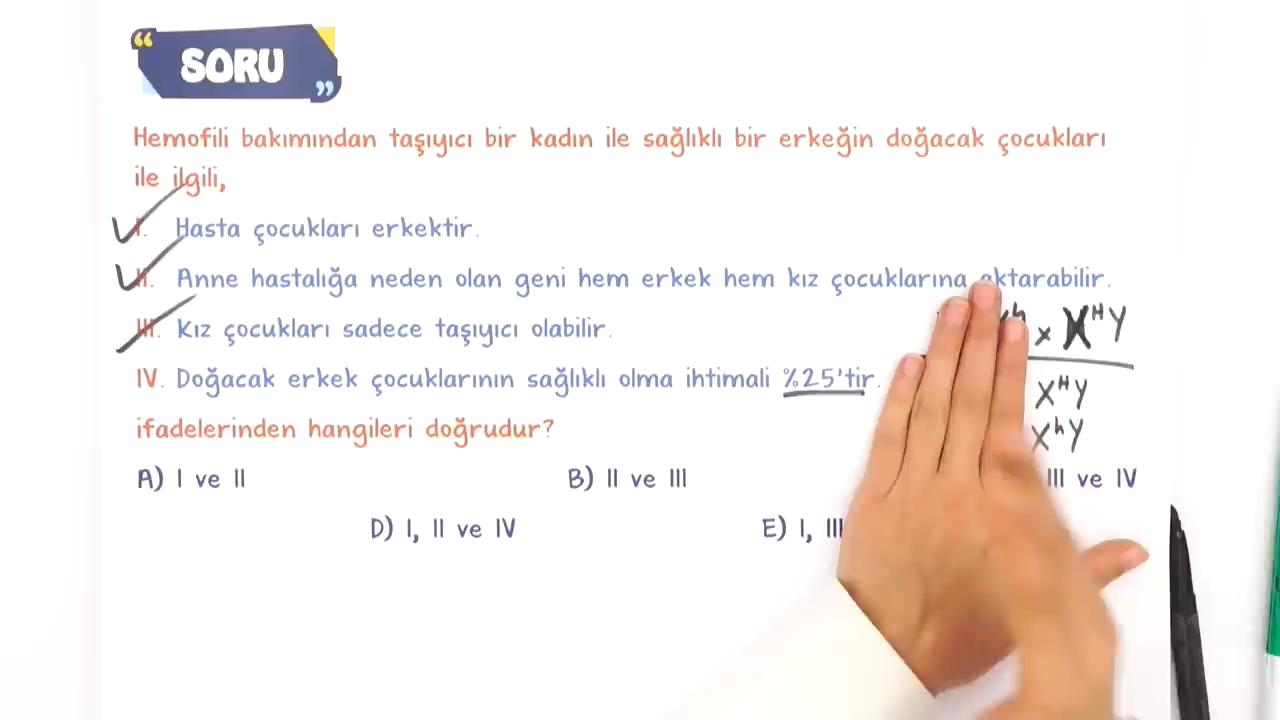 SORU
Hemofili bakımından taşıyıcı bir kadın ile sağlıklı bir erkeğin doğacak çocukları
ile ilgili,
I. Hasta çocukları erkektir.
II. Anne hastalığa neden olan geni hem erkek hem kız çocuklarına aktarabilir.
III. Kız çocukları sadece taşıyıcı olabilir.
x XᴴY
IV. Doğacak erkek çocuklarının sağlıklı olma ihtimali %25'tir.
XᴴY
ifadelerinden hangileri doğrudur?
XʰY
A) I ve II
B) II ve III
III ve IV
D) I, II ve IV
E) I, III